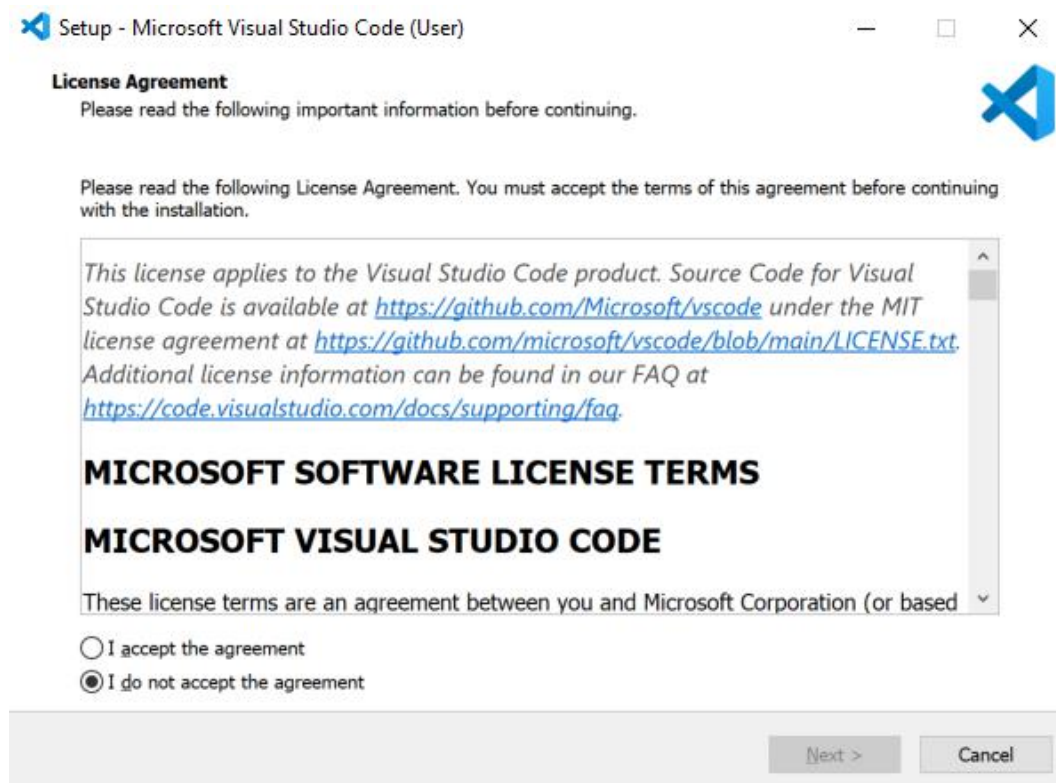 Setup - Microsoft Visual Studio Code (User)
License Agreement
Please read the following important information before continuing.
Please read the following License Agreement. You must accept the terms of this agreement before continuing
with the installation.
This license applies to the Visual Studio Code product. Source Code for Visual
Studio Code is available at https://github.com/Microsoft/vscode under the MIT
license agreement at https://github.com/microsoft/vscode/blob/main/LICENSE.txt.
Additional license information can be found in our FAQ at
https://code.visualstudio.com/docs/supporting/faq.
MICROSOFT SOFTWARE LICENSE TERMS
MICROSOFT VISUAL STUDIO CODE
These license terms are an agreement between you and Microsoft Corporation (or based
I accept the agreement
I do not accept the agreement
Next >
Cancel